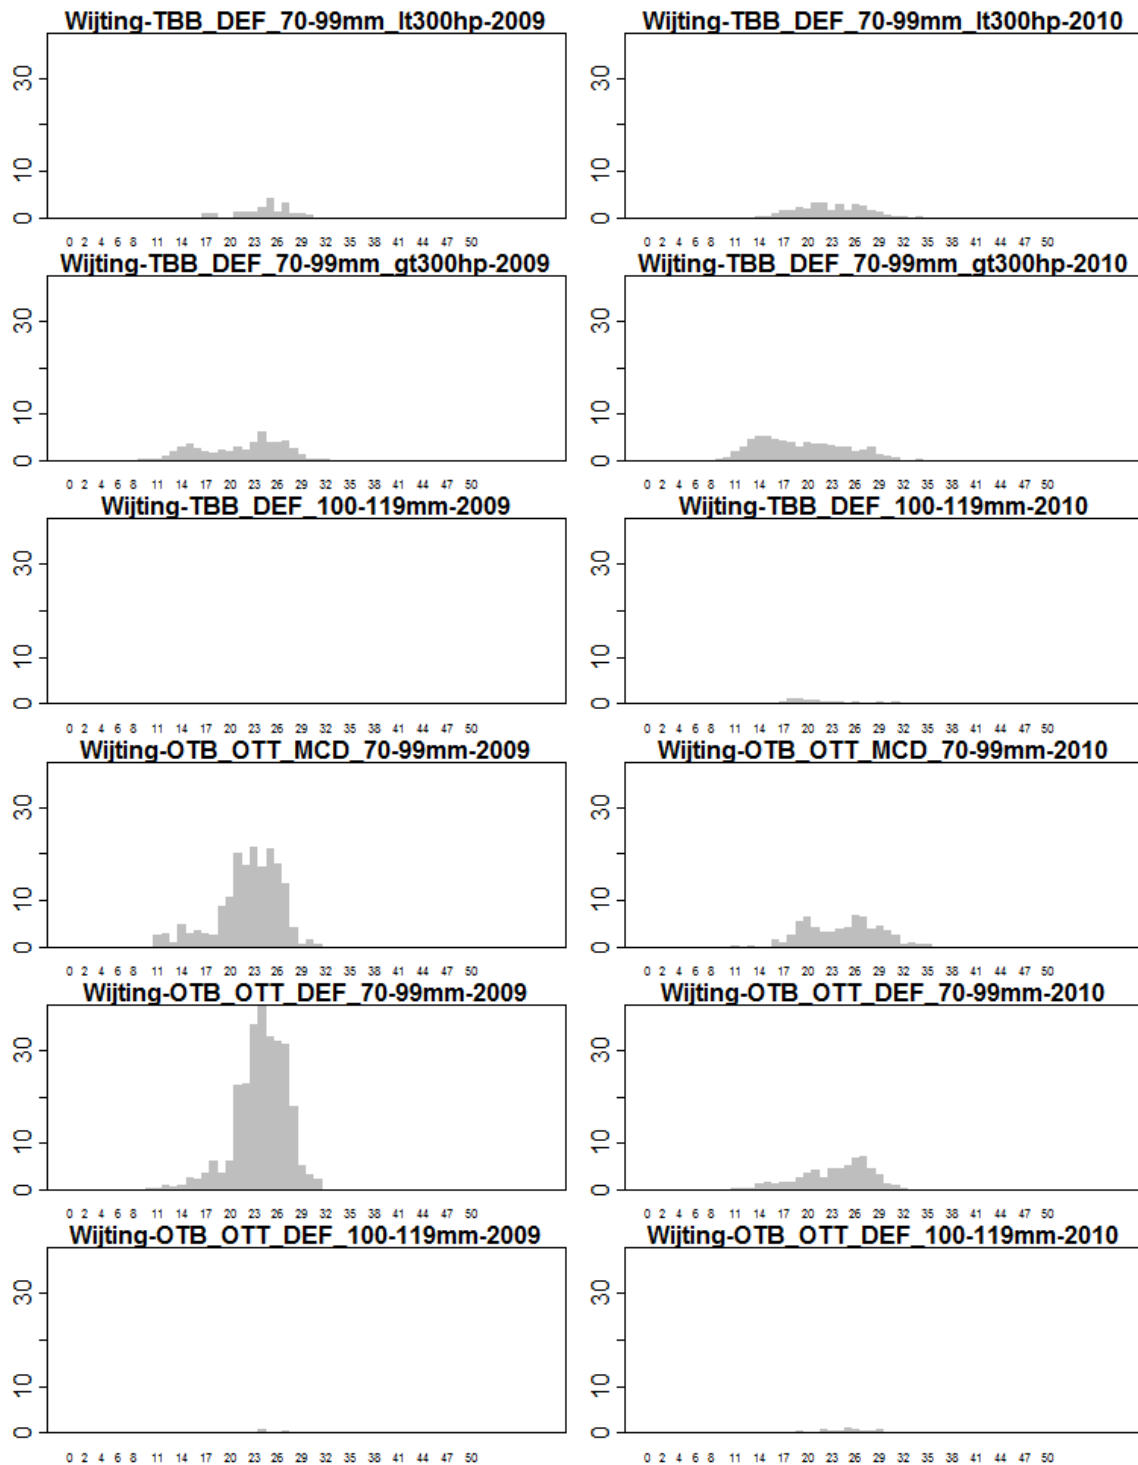 Wijting-TBB_DEF_70-99mm_lt300hp-2009
30
10
0
0 2 4 6 8 11 14 17 20 23 26 29 32 35 38 41 44 47 50
Wijting-TBB_DEF_70-99mm_lt300hp-2010
30
10
0
0 2 4 6 8 11 14 17 20 23 26 29 32 35 38 41 44 47 50
Wijting-TBB_DEF_70-99mm_gt300hp-2009
30
10
0
0 2 4 6 8 11 14 17 20 23 26 29 32 35 38 41 44 47 50
Wijting-TBB_DEF_70-99mm_gt300hp-2010
30
10
0
0 2 4 6 8 11 14 17 20 23 26 29 32 35 38 41 44 47 50
Wijting-TBB_DEF_100-119mm-2009
30
10
0
0 2 4 6 8 11 14 17 20 23 26 29 32 35 38 41 44 47 50
Wijting-TBB_DEF_100-119mm-2010
30
10
0
0 2 4 6 8 11 14 17 20 23 26 29 32 35 38 41 44 47 50
Wijting-OTB_OTT_MCD_70-99mm-2009
30
10
0
0 2 4 6 8 11 14 17 20 23 26 29 32 35 38 41 44 47 50
Wijting-OTB_OTT_MCD_70-99mm-2010
30
10
0
0 2 4 6 8 11 14 17 20 23 26 29 32 35 38 41 44 47 50
Wijting-OTB_OTT_DEF_70-99mm-2009
30
10
0
0 2 4 6 8 11 14 17 20 23 26 29 32 35 38 41 44 47 50
Wijting-OTB_OTT_DEF_70-99mm-2010
30
10
0
0 2 4 6 8 11 14 17 20 23 26 29 32 35 38 41 44 47 50
Wijting-OTB_OTT_DEF_100-119mm-2009
30
10
0
0 2 4 6 8 11 14 17 20 23 26 29 32 35 38 41 44 47 50
Wijting-OTB_OTT_DEF_100-119mm-2010
30
10
0
0 2 4 6 8 11 14 17 20 23 26 29 32 35 38 41 44 47 50